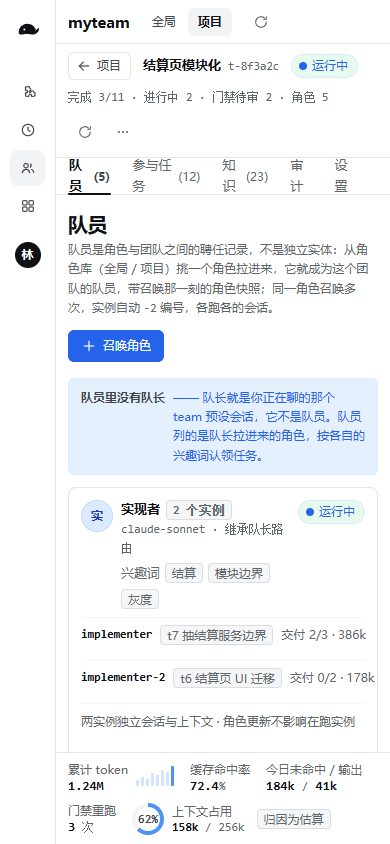 myteam 全局 项目
← 项目 结算页模块化 t-8f3a2c 运行中
完成 3/11 · 进行中 2 · 门禁待审 2 · 角色 5
队员 (5) 参与任务 (12) 知识 (23) 审计 设置
林
队员
队员是角色与团队之间的聘任记录，不是独立实体：从角
色库（全局 / 项目）挑一个角色拉进来，它就成为这个团
队的队员，带召唤那一刻的角色快照；同一角色召唤多
次，实例自动 -2 编号，各跑各的会话。
＋ 召唤角色
队员里没有队长 —— 队长就是你正在聊的那个
team 预设会话，它不是队员。队员
列的是队长拉进来的角色，按各自的
兴趣词认领任务。
实 实现者 2 个实例 运行中
claude-sonnet · 继承队长路
由
兴趣词 结算 模块边界
灰度
implementer t7 抽结算服务边界 交付 2/3 · 386k
implementer-2 t6 结算页 UI 迁移 交付 0/2 · 178k
两实例独立会话与上下文 · 角色更新不影响在跑实例
累计 token 缓存命中率 今日未命中 / 输出
1.24M 72.4% 184k / 41k
门禁重跑 62% 上下文占用 归因为估算
3 次 158k / 256k